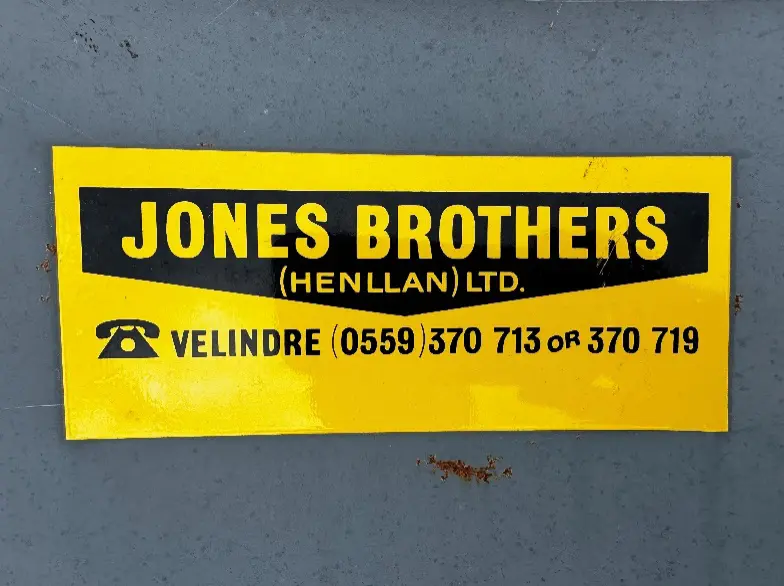 JONES BROTHERS
(HENLLAN) LTD.
VELINDRE (0559) 370 713 OR 370 719